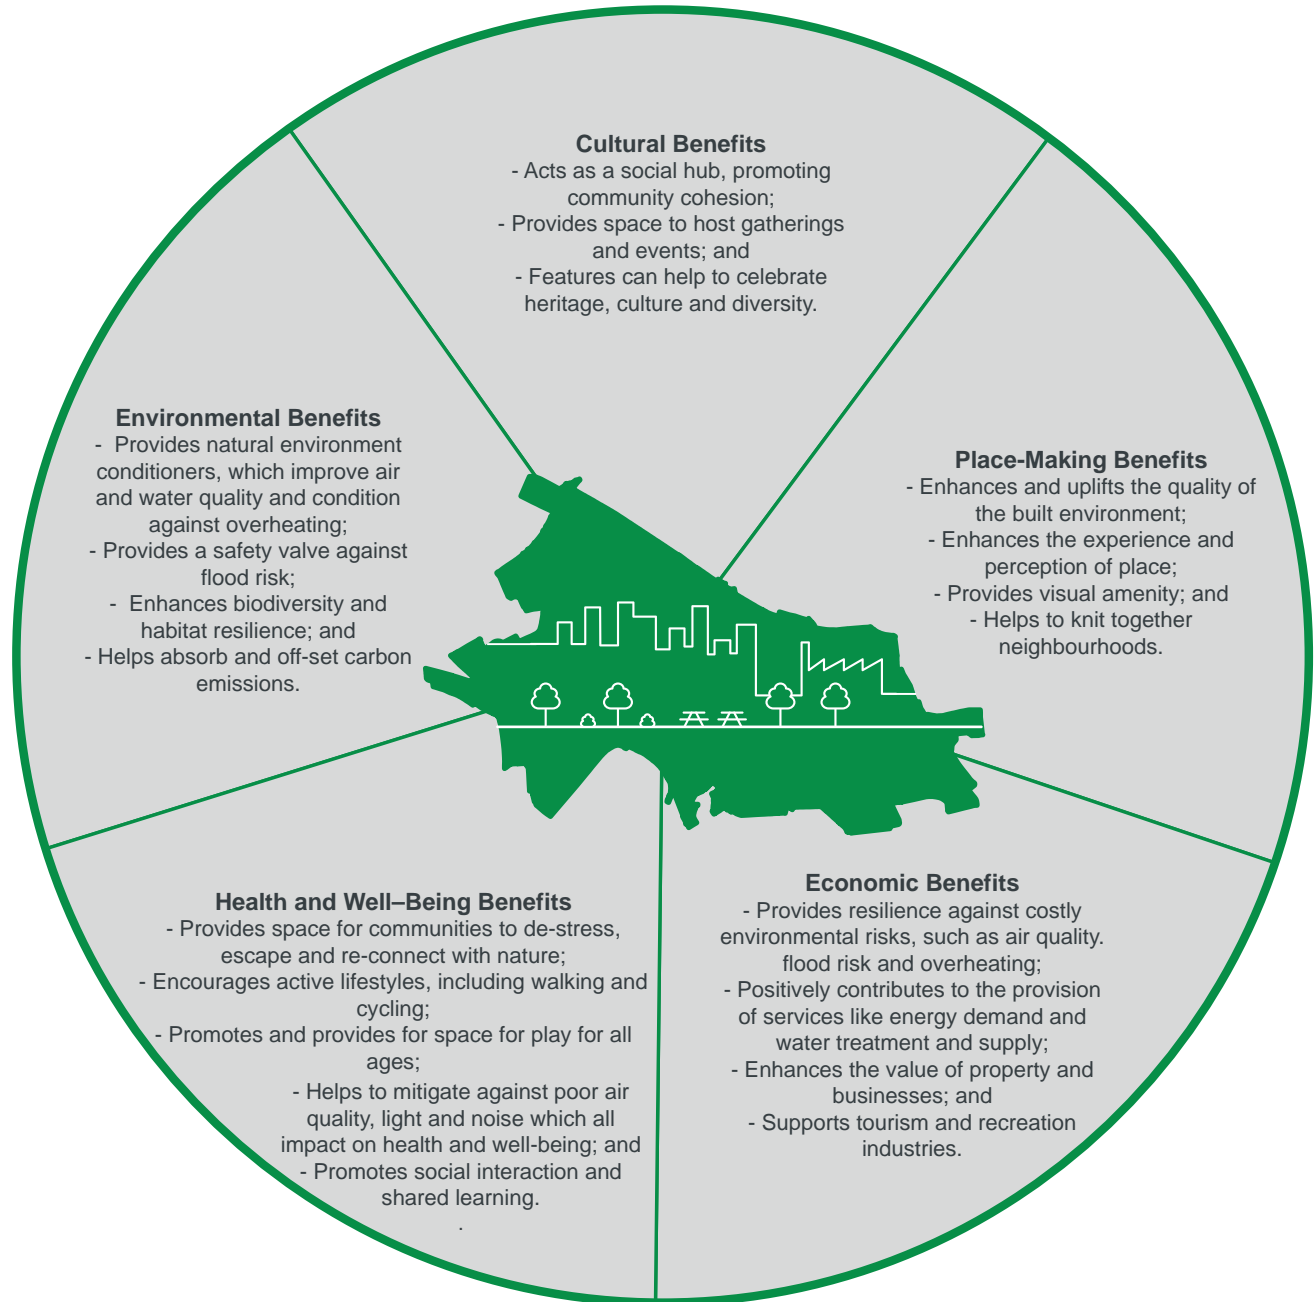 Cultural Benefits
- Acts as a social hub, promoting
community cohesion;
- Provides space to host gatherings
and events; and
- Features can help to celebrate
heritage, culture and diversity.
Environmental Benefits
- Provides natural environment
conditioners, which improve air
and water quality and condition
against overheating;
- Provides a safety valve against
flood risk;
- Enhances biodiversity and
habitat resilience; and
- Helps absorb and off-set carbon
emissions.
Place-Making Benefits
- Enhances and uplifts the quality of
the built environment;
- Enhances the experience and
perception of place;
- Provides visual amenity; and
- Helps to knit together
neighbourhoods.
Health and Well–Being Benefits
- Provides space for communities to de-stress,
escape and re-connect with nature;
- Encourages active lifestyles, including walking and
cycling;
- Promotes and provides for space for play for all
ages;
- Helps to mitigate against poor air
quality, light and noise which all
impact on health and well-being; and
- Promotes social interaction and
shared learning.
.
Economic Benefits
- Provides resilience against costly
environmental risks, such as air quality.
flood risk and overheating;
- Positively contributes to the provision
of services like energy demand and
water treatment and supply;
- Enhances the value of property and
businesses; and
- Supports tourism and recreation
industries.